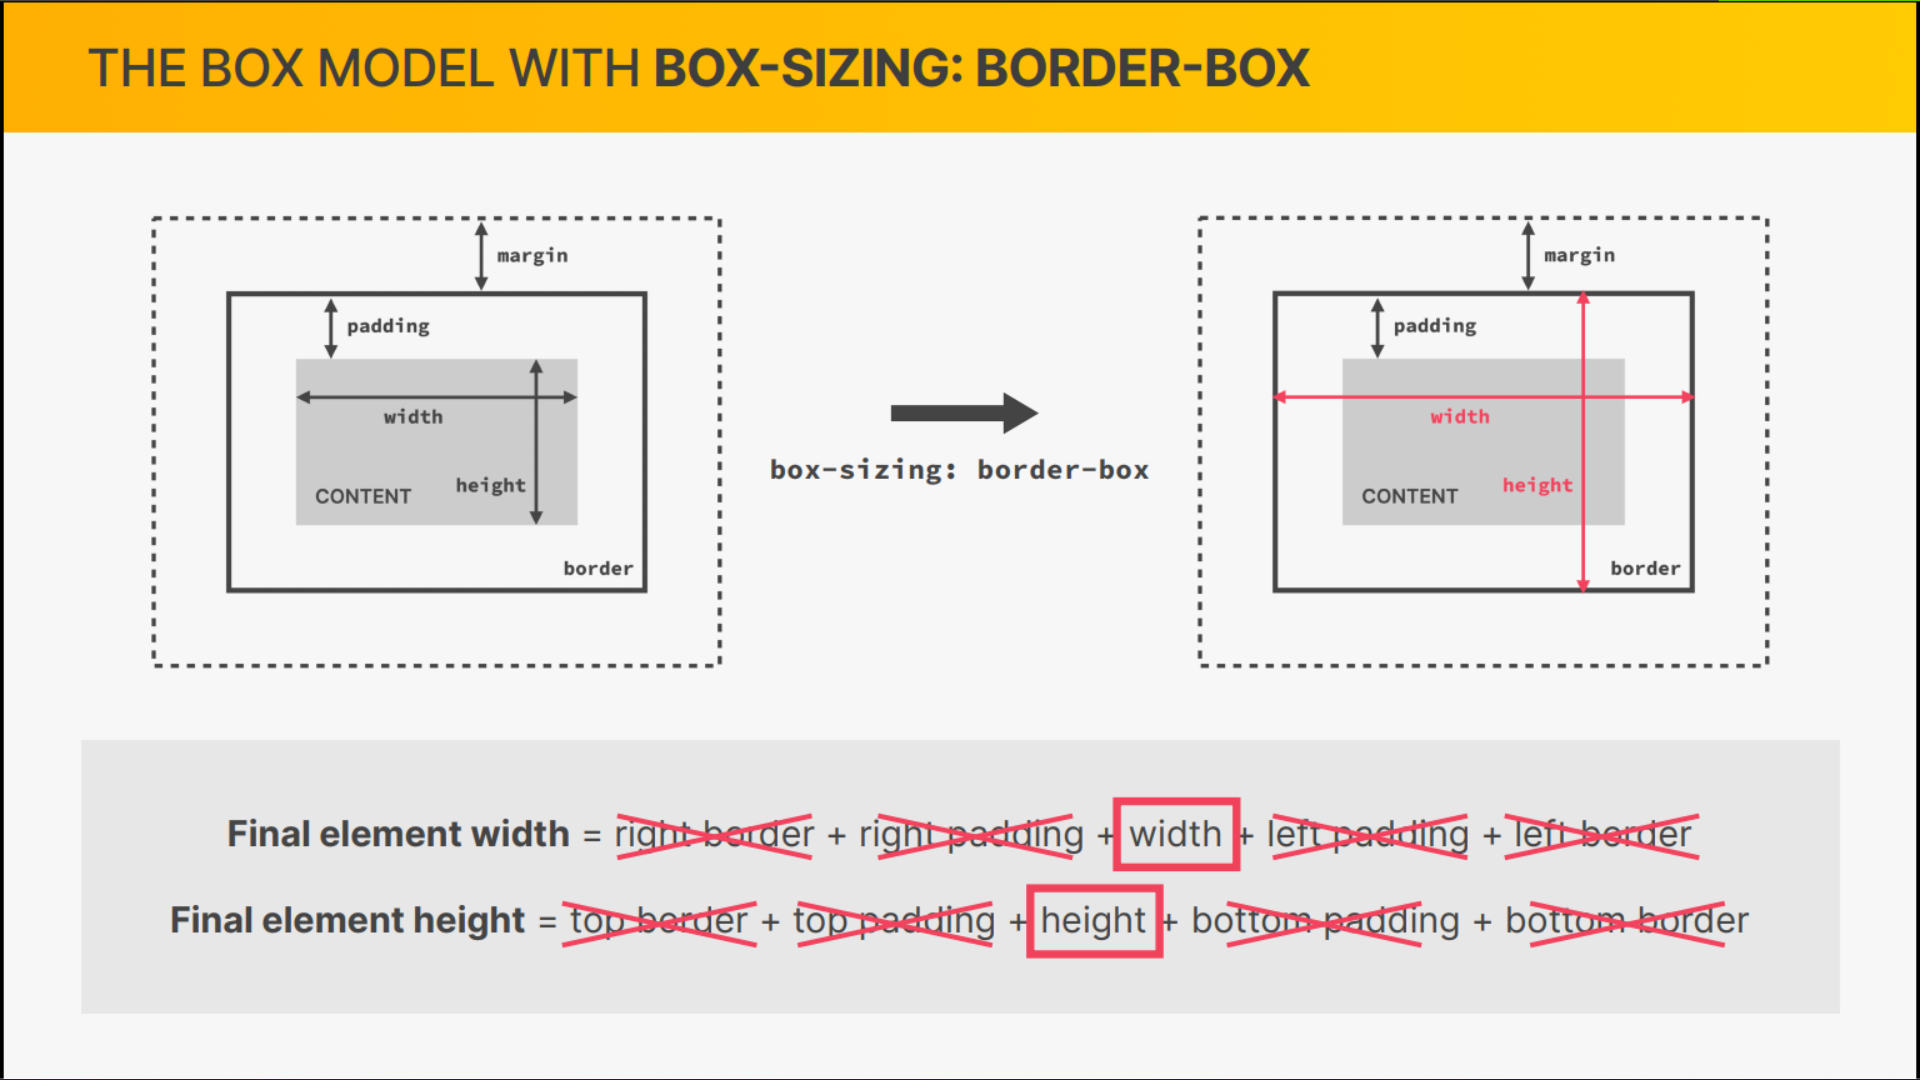 THE BOX MODEL WITH BOX-SIZING: BORDER-BOX
margin
padding
width
height
CONTENT
border
box-sizing: border-box
margin
padding
width
height
CONTENT
border
Final element width = right border + right padding + width + left padding + left border
Final element height = top border + top padding + height + bottom padding + bottom border